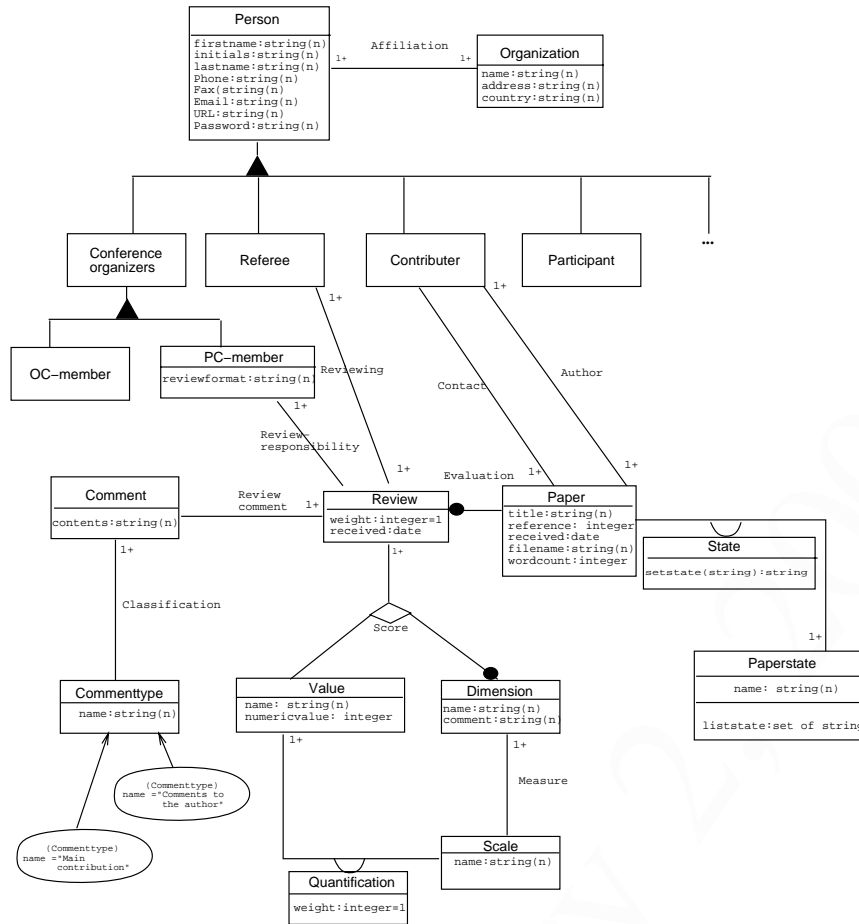 Person
firstname:string(n)
initials:string(n)
lastname:string(n)
Phone:string(n)
Fax(string(n)
Email:string(n)
URL:string(n)
Password:string(n)
1+
Affiliation
1+
Organization
name:string(n)
address:string(n)
country:string(n)
Conference
organizers
Referee
Contributer
Participant
...
1+
1+
OC−member
PC−member
reviewformat:string(n)
Reviewing
Contact
Author
1+
Review−
responsibility
1+
Evaluation
1+
1+
Comment
contents:string(n)
Review
comment
1+
Review
weight:integer=1
received:date
Paper
title:string(n)
reference: integer
received:date
filename:string(n)
wordcount:integer
State
setstate(string):string
1+
1+
Classification
Score
1+
Commenttype
name:string(n)
Value
name: string(n)
numericvalue: integer
Dimension
name:string(n)
comment:string(n)
Paperstate
name: string(n)
liststate:set of string
1+
1+
Measure
(Commenttype)
name ="Comments to
the author"
(Commenttype)
name ="Main
contribution"
Scale
name:string(n)
Quantification
weight:integer=1